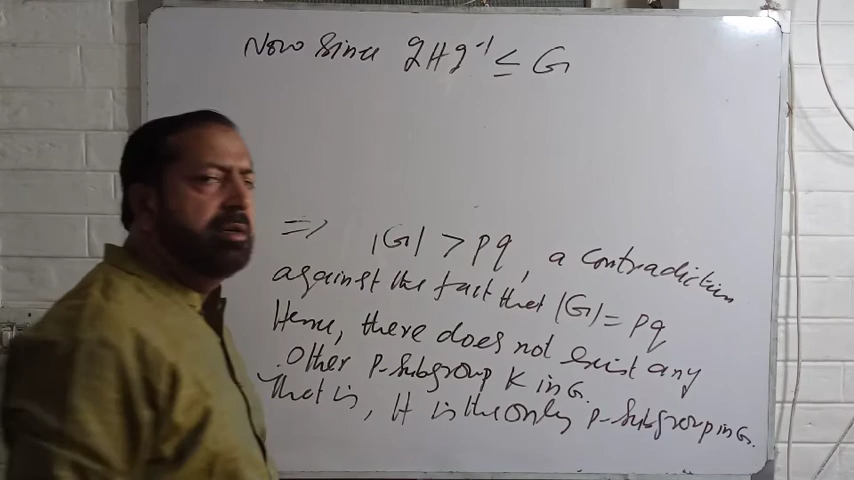 Now since gHg⁻¹ ≤ G
=> |G| > pq, a contradiction
against the fact that |G| = pq
Hence, there does not exist any
other p-subgroup K in G.
That is, H is the only p-subgroup in G.